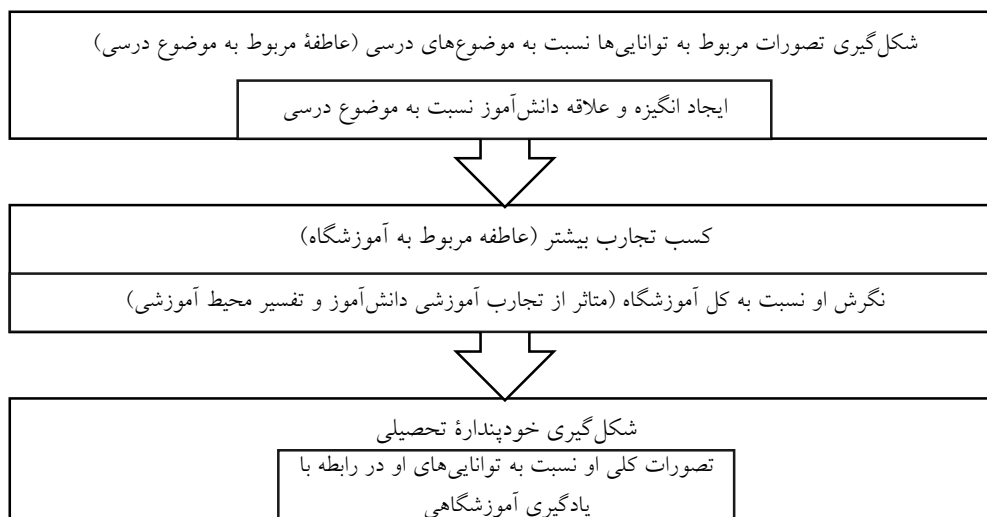 شکل‌گیری تصورات مربوط به توانایی‌ها نسبت به موضوع‌های درسی (عاطفهٔ مربوط به موضوع درسی)
ایجاد انگیزه و علاقه دانش‌آموز نسبت به موضوع درسی
کسب تجارب بیشتر (عاطفه مربوط به آموزشگاه)
نگرش او نسبت به کل آموزشگاه (متاثر از تجارب آموزشی دانش‌آموز و تفسیر محیط آموزشی)
شکل‌گیری خودپندارهٔ تحصیلی
تصورات کلی او نسبت به توانایی‌های او در رابطه با
یادگیری آموزشگاهی